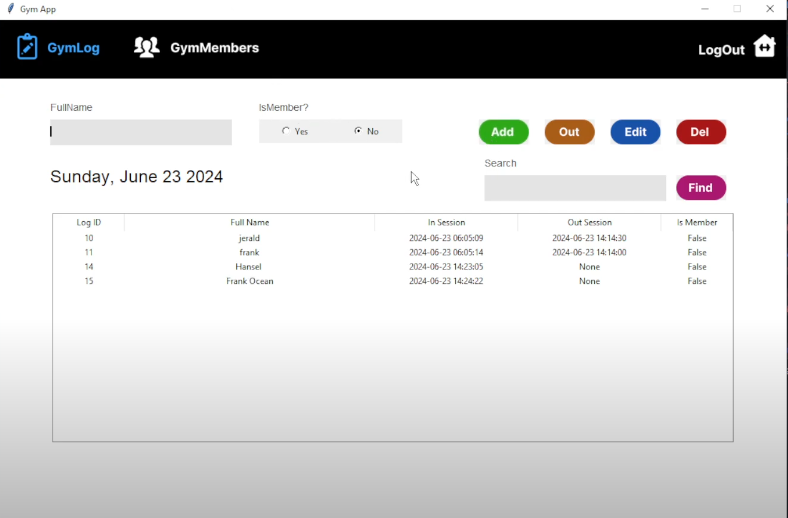 Gym App
GymLog GymMembers LogOut
FullName IsMember?
Yes No Add Out Edit Del
Search
Sunday, June 23 2024
Find
Log ID Full Name In Session Out Session Is Member
10 jerald 2024-06-23 06:05:09 2024-06-23 14:14:30 False
11 frank 2024-06-23 06:05:14 2024-06-23 14:14:00 False
14 Hansel 2024-06-23 14:23:05 None False
15 Frank Ocean 2024-06-23 14:24:22 None False